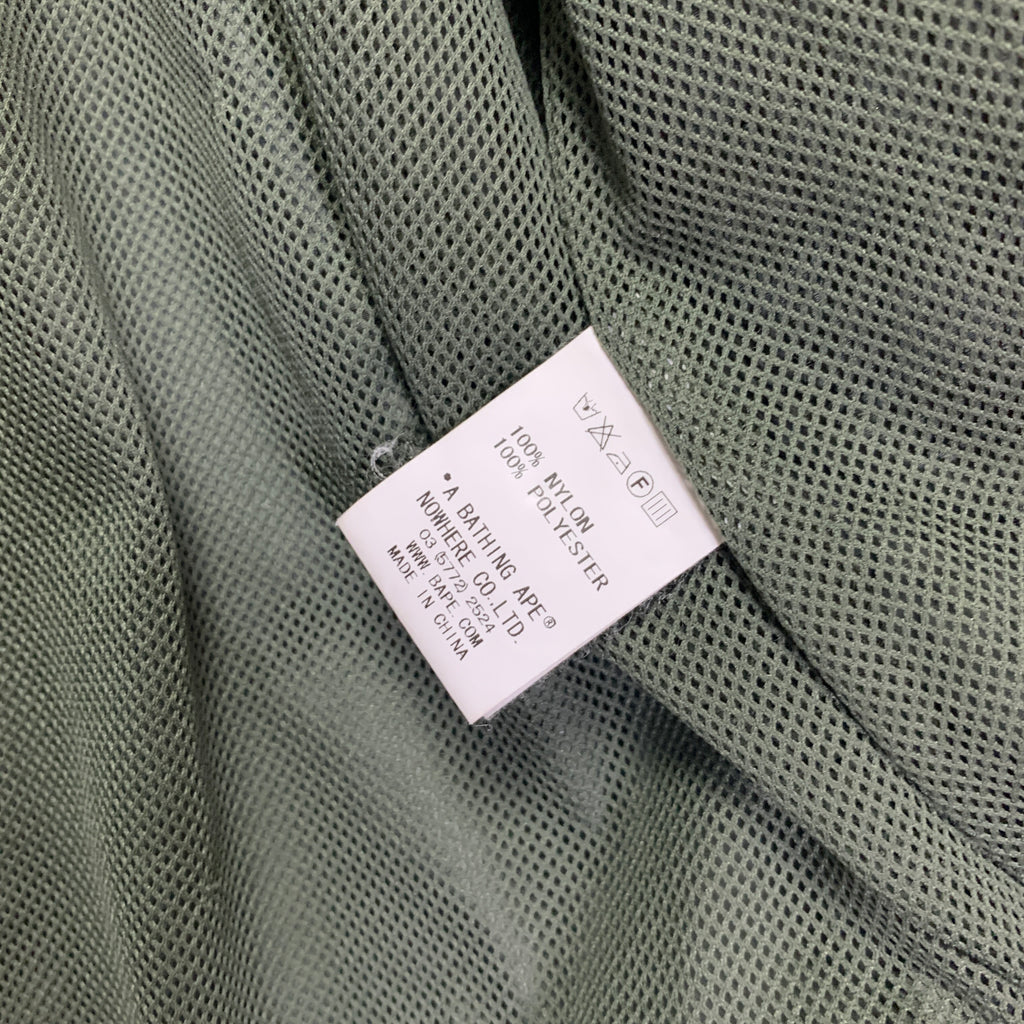 F
100% NYLON
100% POLYESTER
•A BATHING APE®
NOWHERE CO.,LTD.
03 (5772) 2524
WWW.BAPE.COM
MADE IN CHINA